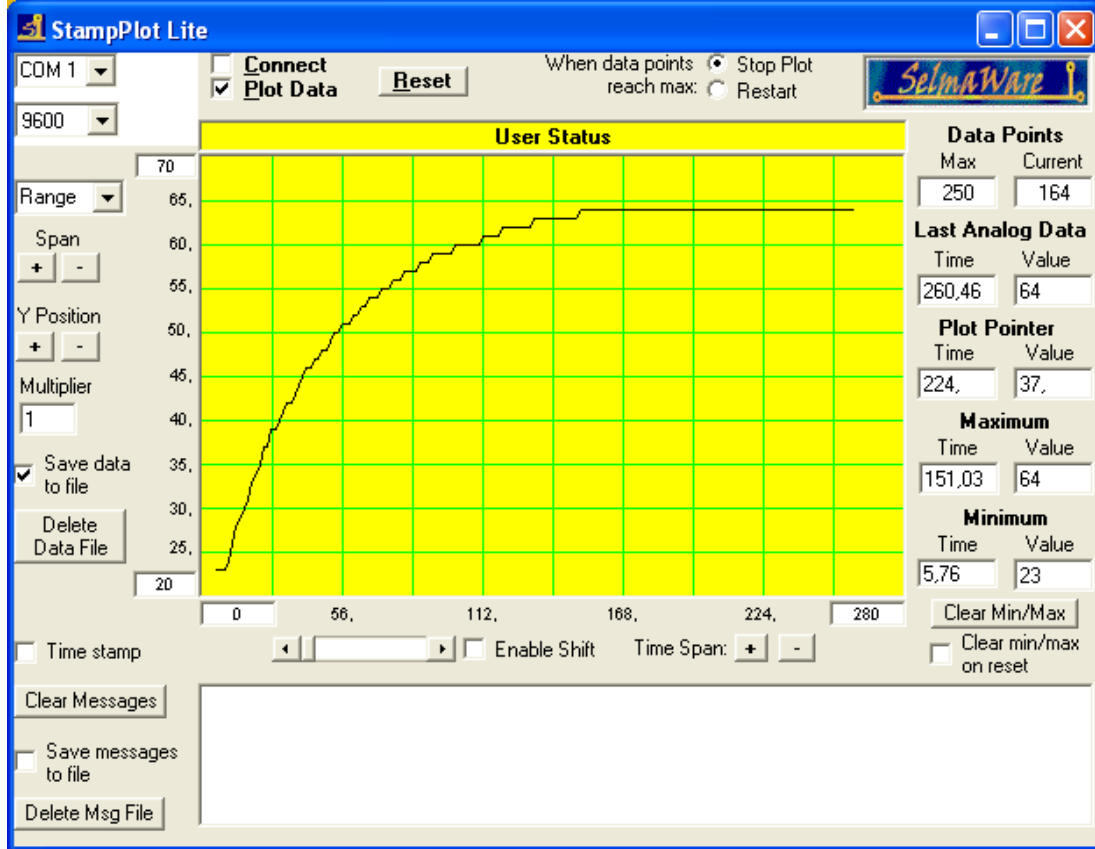 StampPlot Lite
COM 1
9600
Connect
Plot Data
Reset
When data points
reach max:
Stop Plot
Restart
SelmaWare
User Status
70
65,
60,
55,
50,
45,
40,
35,
30,
25,
20
0
56,
112,
168,
224,
280
Range
Span
+ -
Y Position
+ -
Multiplier
1
Save data
to file
Delete
Data File
Time stamp
Enable Shift
Time Span: + -
Clear Messages
Save messages
to file
Delete Msg File
Data Points
Max Current
250 164
Last Analog Data
Time Value
260,46 64
Plot Pointer
Time Value
224, 37,
Maximum
Time Value
151,03 64
Minimum
Time Value
5,76 23
Clear Min/Max
Clear min/max
on reset